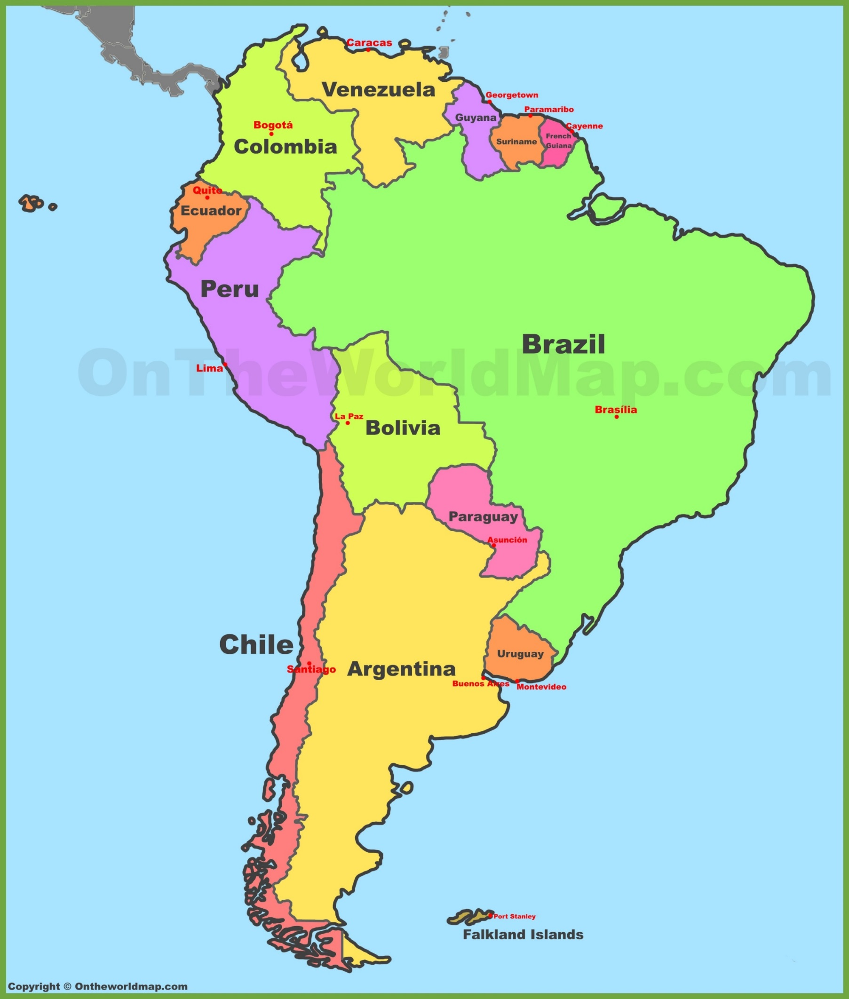 Caracas
Venezuela
Georgetown
Paramaribo
Guyana
Cayenne
Bogotá
French
Guiana
Suriname
Colombia
Quito
Ecuador
Peru
Brazil
OnTheWorldMap.com
Lima
Brasília
La Paz
Bolivia
Paraguay
Asunción
Chile
Uruguay
Santiago
Argentina
Buenos Aires
Montevideo
Port Stanley
Falkland Islands
Copyright © Ontheworldmap.com